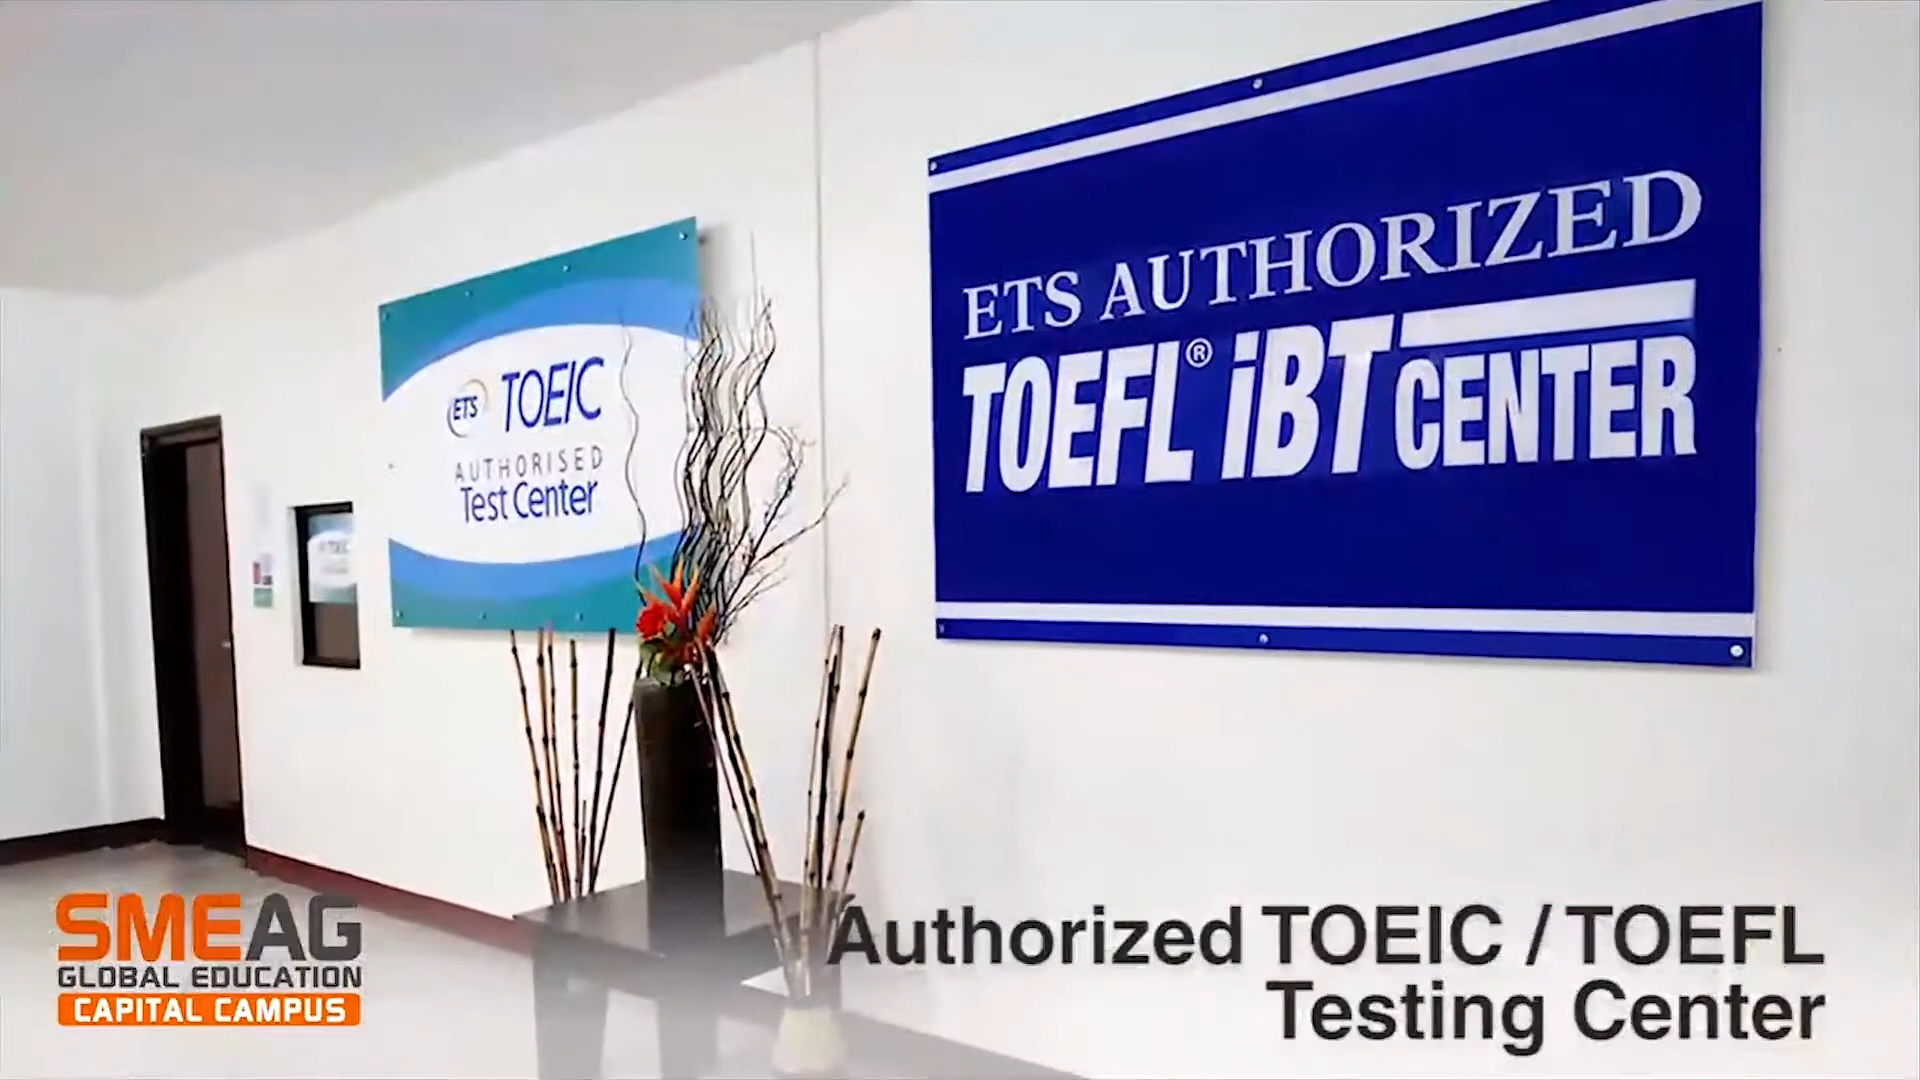 ETS AUTHORIZED
TOEFL® iBT CENTER
ETS TOEIC
AUTHORISED
Test Center
SMEAG
GLOBAL EDUCATION
CAPITAL CAMPUS
Authorized TOEIC / TOEFL
Testing Center